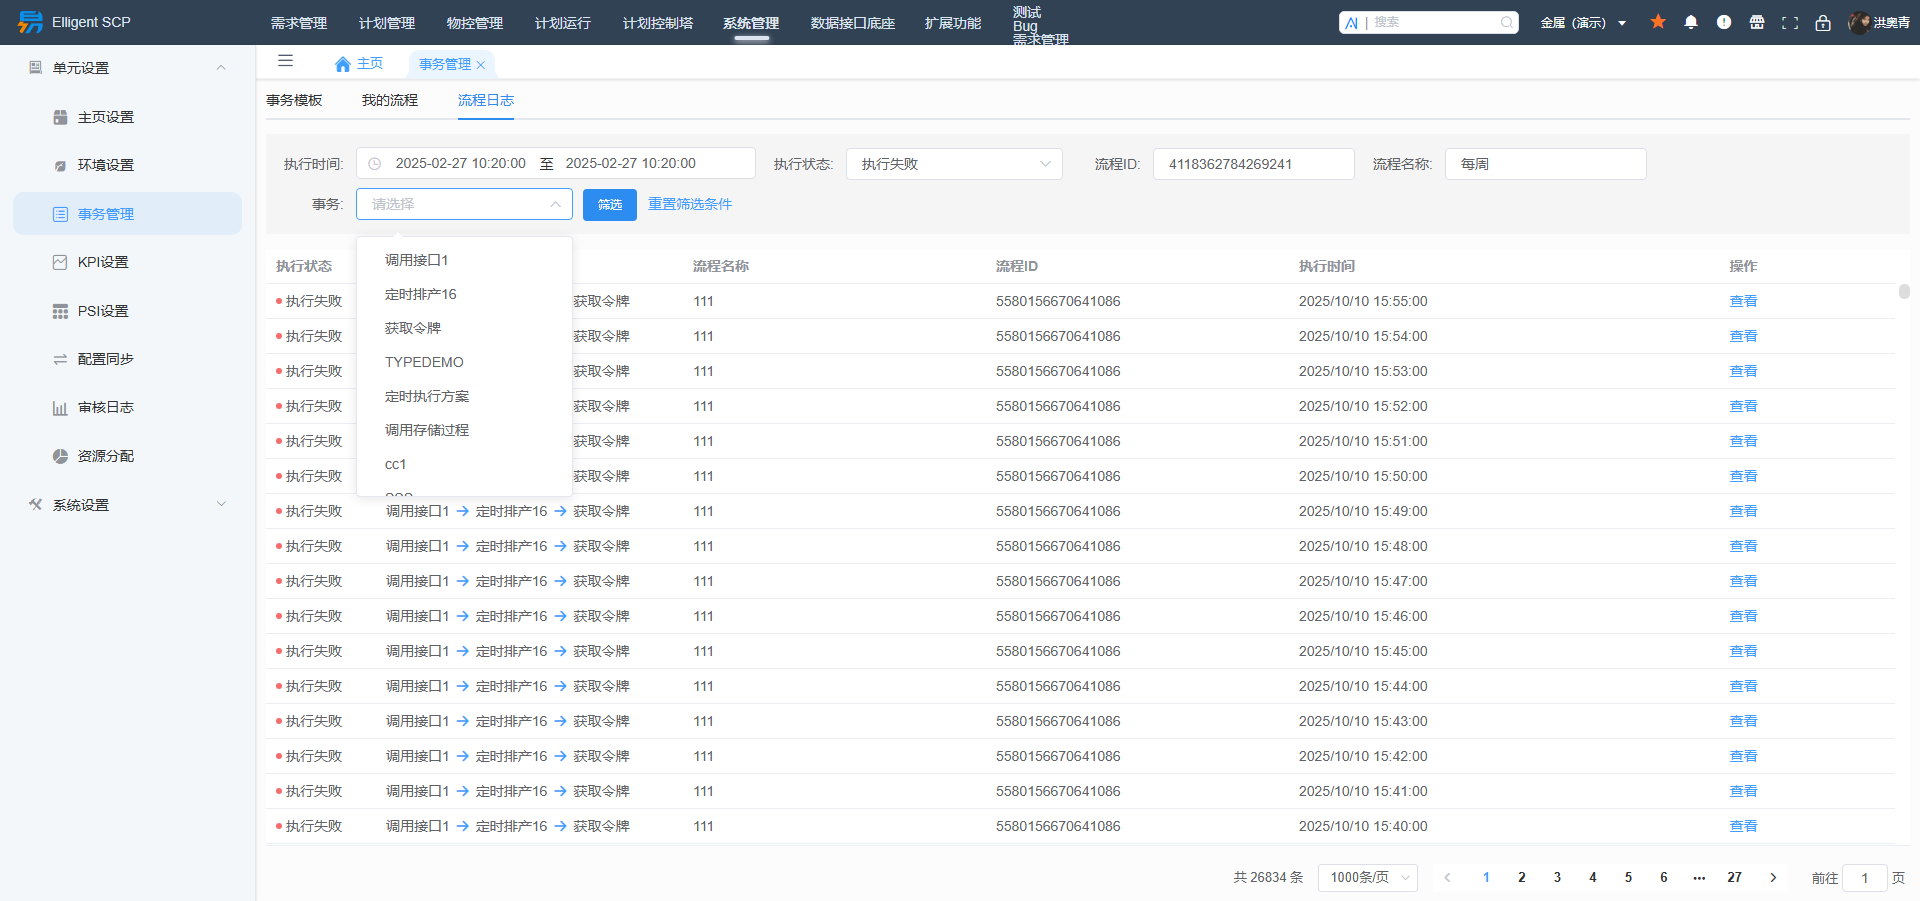 Elligent SCP
需求管理 计划管理 物控管理 计划运行 计划控制塔 系统管理 数据接口底座 扩展功能 测试 Bug 需求管理
AI | 搜索
金属（演示）
洪奥青
单元设置
主页设置
环境设置
事务管理
KPI设置
PSI设置
配置同步
审核日志
资源分配
系统设置
主页 事务管理
事务模板 我的流程 流程日志
执行时间: 2025-02-27 10:20:00 至 2025-02-27 10:20:00 执行状态: 执行失败 流程ID: 4118362784269241 流程名称: 每周
事务: 请选择 筛选 重置筛选条件
调用接口1
定时排产16
获取令牌
TYPEDEMO
定时执行方案
调用存储过程
cc1
执行状态 流程名称 流程ID 执行时间 操作
执行失败 获取令牌 111 5580156670641086 2025/10/10 15:55:00 查看
执行失败 获取令牌 111 5580156670641086 2025/10/10 15:54:00 查看
执行失败 获取令牌 111 5580156670641086 2025/10/10 15:53:00 查看
执行失败 获取令牌 111 5580156670641086 2025/10/10 15:52:00 查看
执行失败 获取令牌 111 5580156670641086 2025/10/10 15:51:00 查看
执行失败 获取令牌 111 5580156670641086 2025/10/10 15:50:00 查看
执行失败 调用接口1 → 定时排产16 → 获取令牌 111 5580156670641086 2025/10/10 15:49:00 查看
执行失败 调用接口1 → 定时排产16 → 获取令牌 111 5580156670641086 2025/10/10 15:48:00 查看
执行失败 调用接口1 → 定时排产16 → 获取令牌 111 5580156670641086 2025/10/10 15:47:00 查看
执行失败 调用接口1 → 定时排产16 → 获取令牌 111 5580156670641086 2025/10/10 15:46:00 查看
执行失败 调用接口1 → 定时排产16 → 获取令牌 111 5580156670641086 2025/10/10 15:45:00 查看
执行失败 调用接口1 → 定时排产16 → 获取令牌 111 5580156670641086 2025/10/10 15:44:00 查看
执行失败 调用接口1 → 定时排产16 → 获取令牌 111 5580156670641086 2025/10/10 15:43:00 查看
执行失败 调用接口1 → 定时排产16 → 获取令牌 111 5580156670641086 2025/10/10 15:42:00 查看
执行失败 调用接口1 → 定时排产16 → 获取令牌 111 5580156670641086 2025/10/10 15:41:00 查看
执行失败 调用接口1 → 定时排产16 → 获取令牌 111 5580156670641086 2025/10/10 15:40:00 查看
共 26834 条 1000条/页 1 2 3 4 5 6 ··· 27 前往 1 页